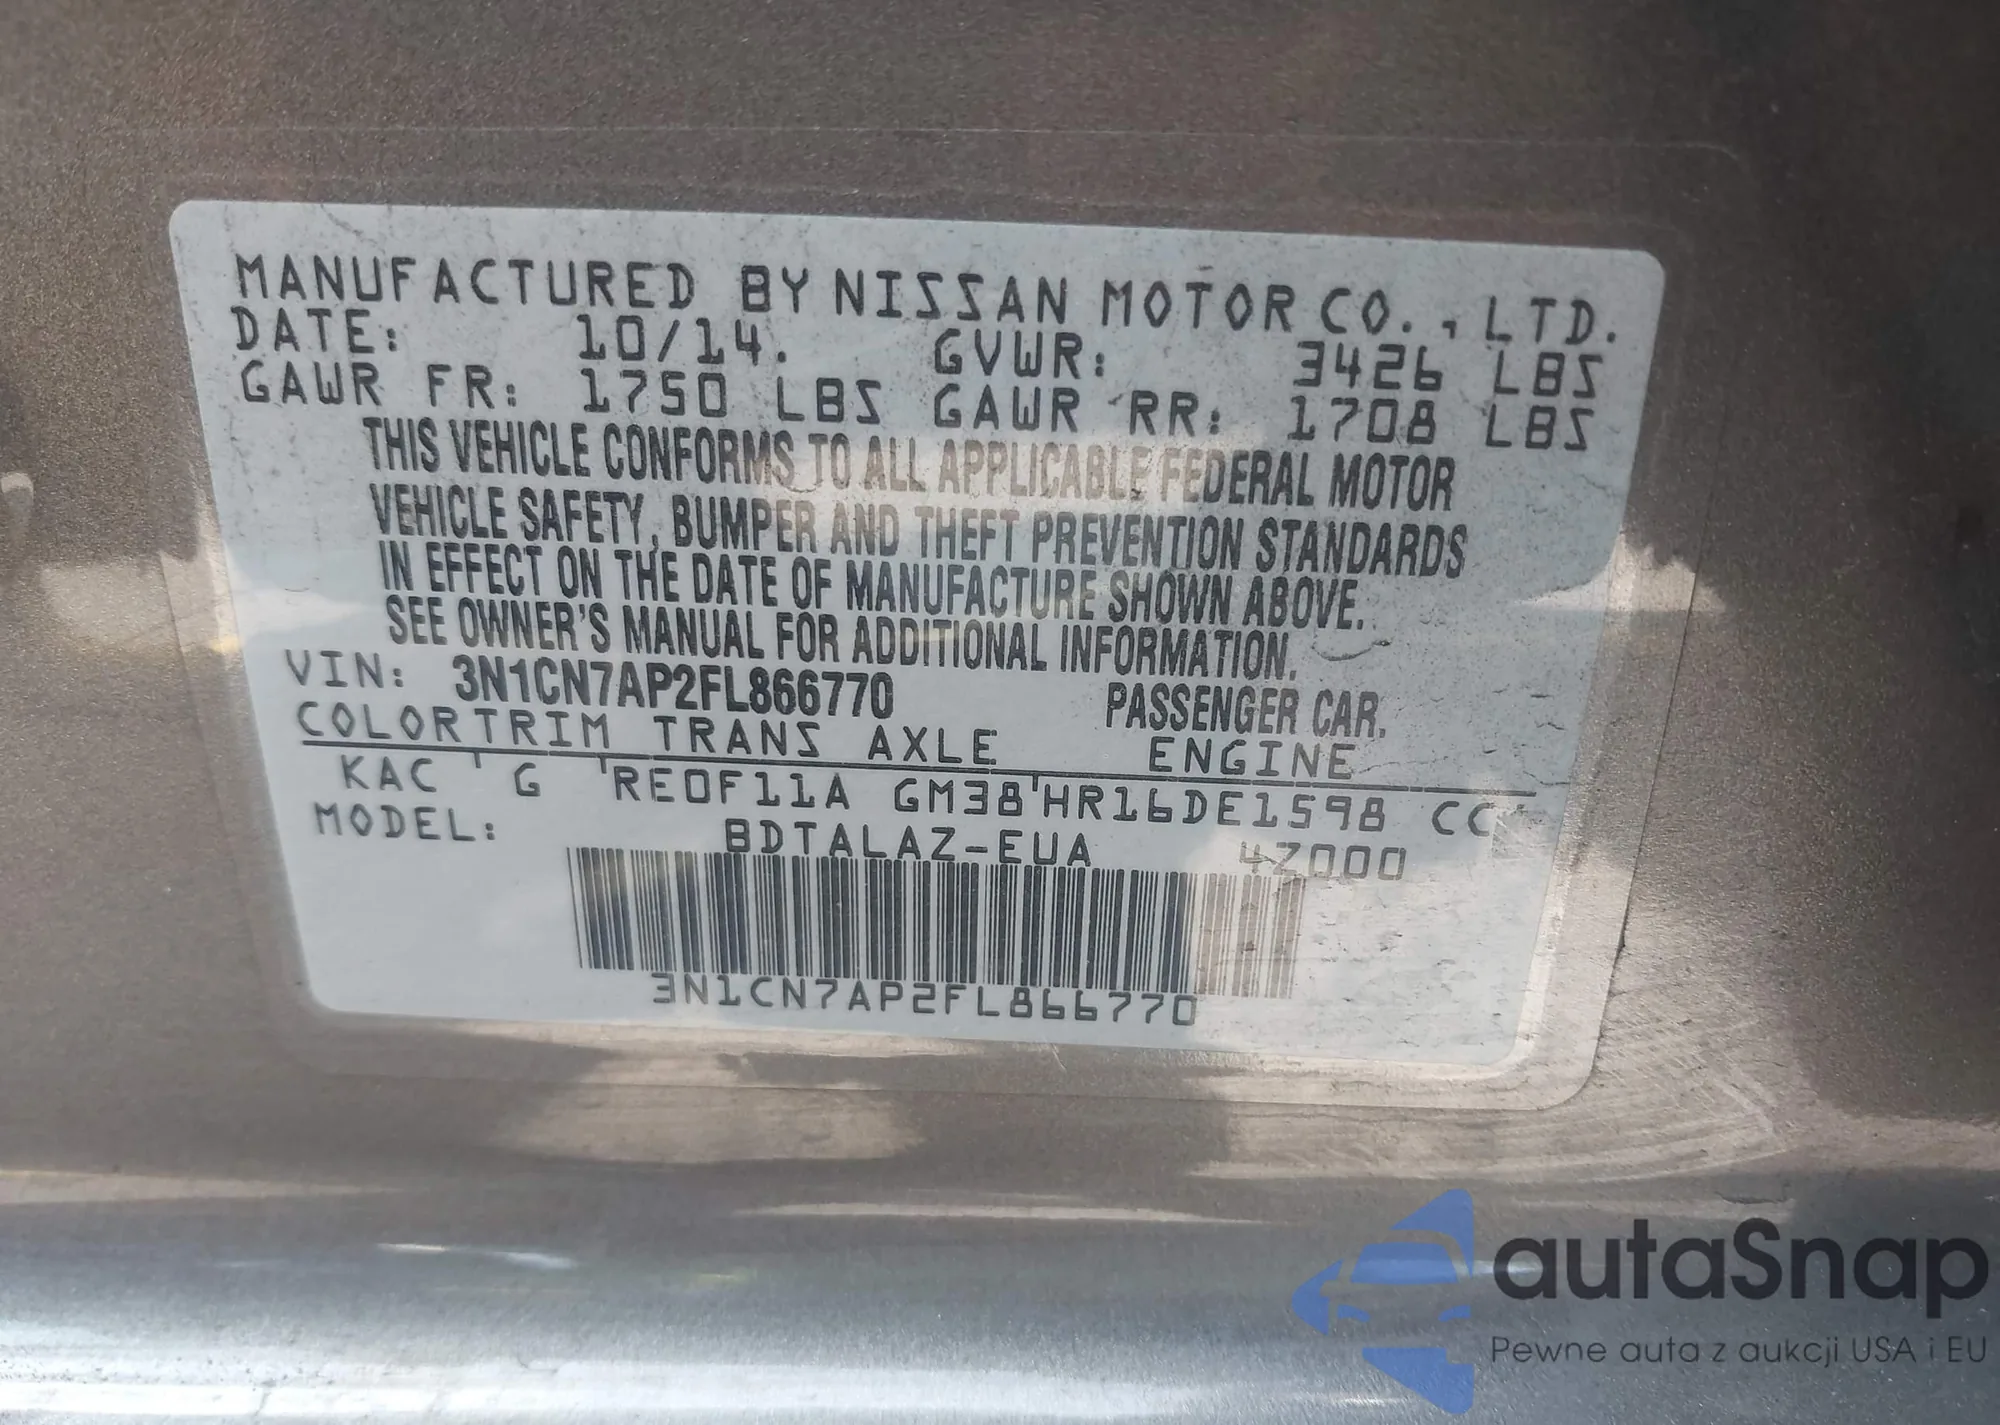 MANUFACTURED BY NISSAN MOTOR CO., LTD.
DATE: 10/14. GVWR: 3426 LBS
GAWR FR: 1750 LBS GAWR RR: 1708 LBS
THIS VEHICLE CONFORMS TO ALL APPLICABLE FEDERAL MOTOR
VEHICLE SAFETY, BUMPER AND THEFT PREVENTION STANDARDS
IN EFFECT ON THE DATE OF MANUFACTURE SHOWN ABOVE.
SEE OWNER'S MANUAL FOR ADDITIONAL INFORMATION.
VIN: 3N1CN7AP2FL866770 PASSENGER CAR.
COLOR TRIM TRANS AXLE ENGINE
KAC G RE0F11A GM38 HR16DE1598 CC
MODEL: BDTALAZ-EUA 4Z000
3N1CN7AP2FL866770
autaSnap
Pewne auta z aukcji USA i EU